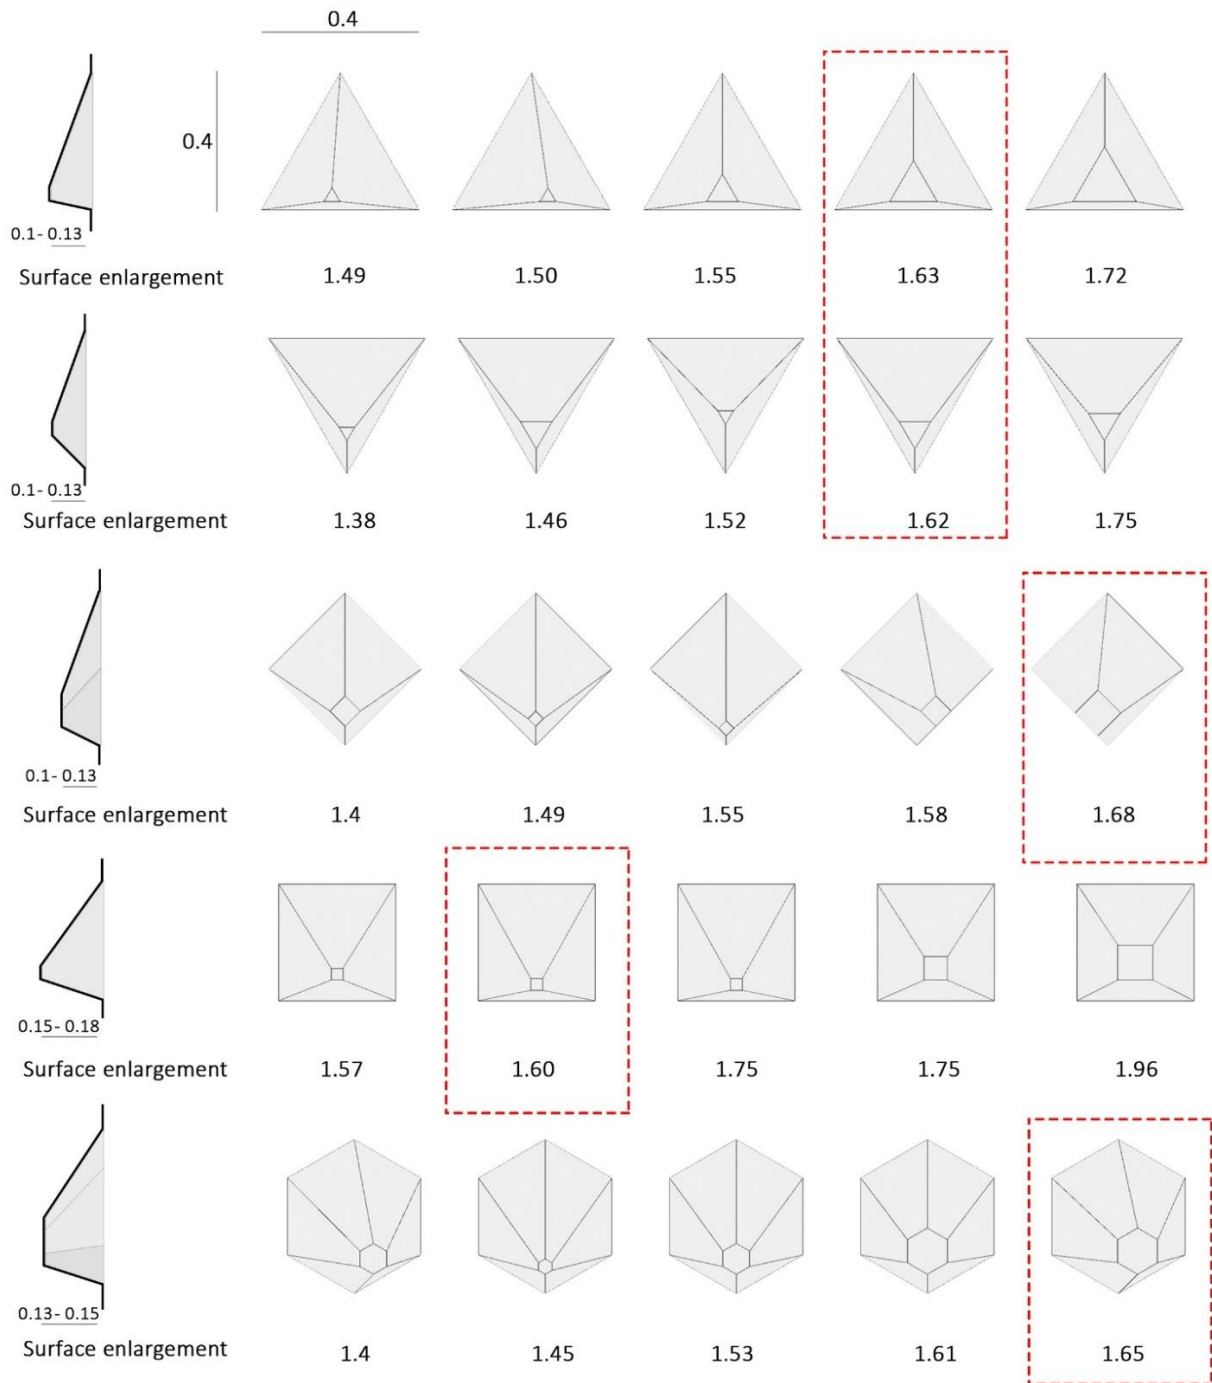 0.4
0.4
0.1- 0.13
Surface enlargement 1.49 1.50 1.55 1.63 1.72
0.1- 0.13
Surface enlargement 1.38 1.46 1.52 1.62 1.75
0.1- 0.13
Surface enlargement 1.4 1.49 1.55 1.58 1.68
0.15- 0.18
Surface enlargement 1.57 1.60 1.75 1.75 1.96
0.13- 0.15
Surface enlargement 1.4 1.45 1.53 1.61 1.65